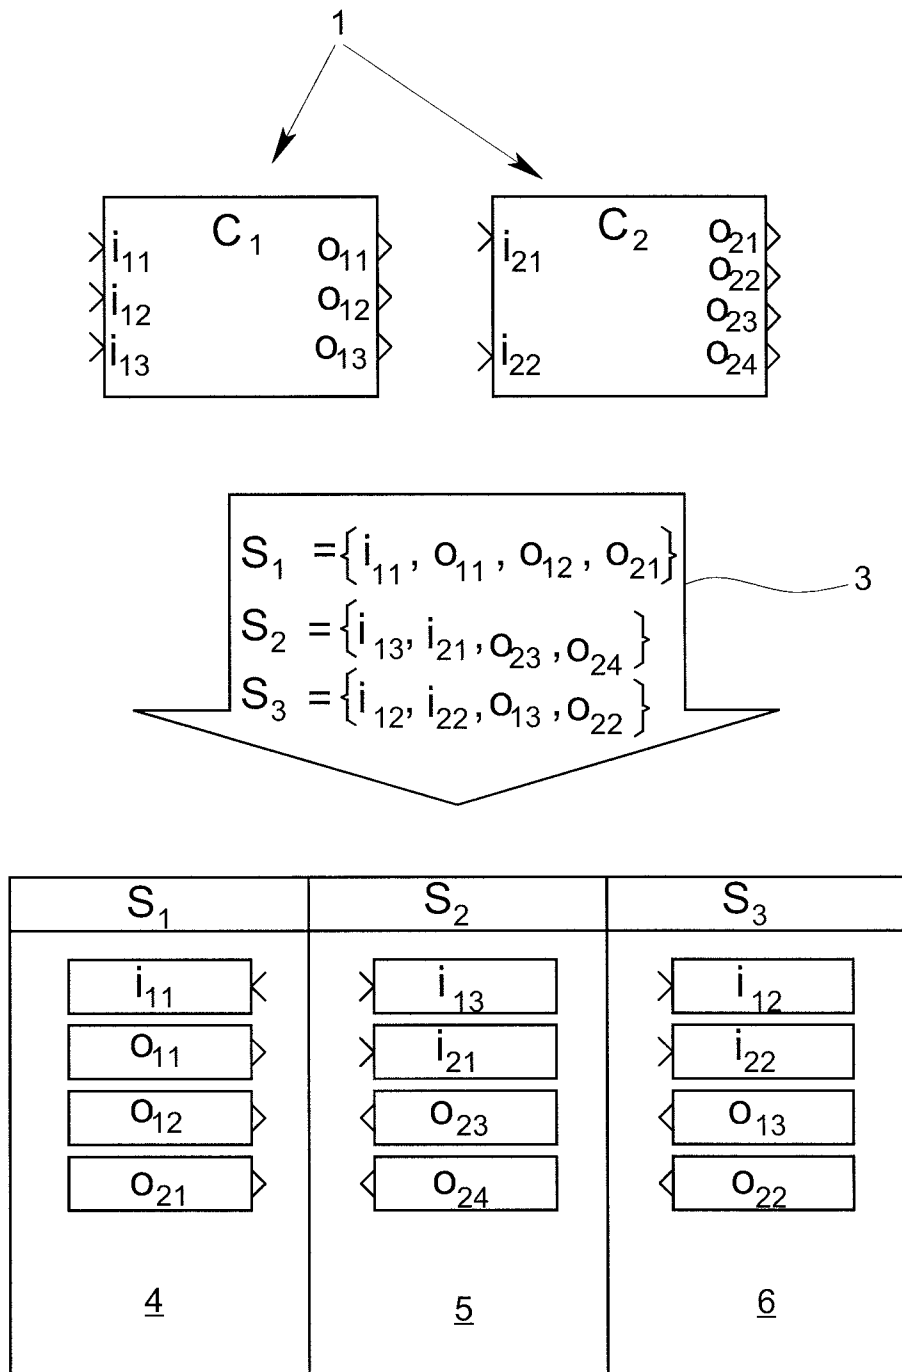 1
C₁ C₂
i₁₁ o₁₁ i₂₁ o₂₁
o₂₂
i₁₂ o₁₂ o₂₃
i₁₃ o₁₃ i₂₂ o₂₄
S₁ ={i₁₁, o₁₁, o₁₂, o₂₁}
3
S₂ ={i₁₃, i₂₁, o₂₃, o₂₄}
S₃ ={i₁₂, i₂₂, o₁₃, o₂₂}
S₁ S₂ S₃
i₁₁ i₁₃ i₁₂
o₁₁ i₂₁ i₂₂
o₁₂ o₂₃ o₁₃
o₂₁ o₂₄ o₂₂
4 5 6